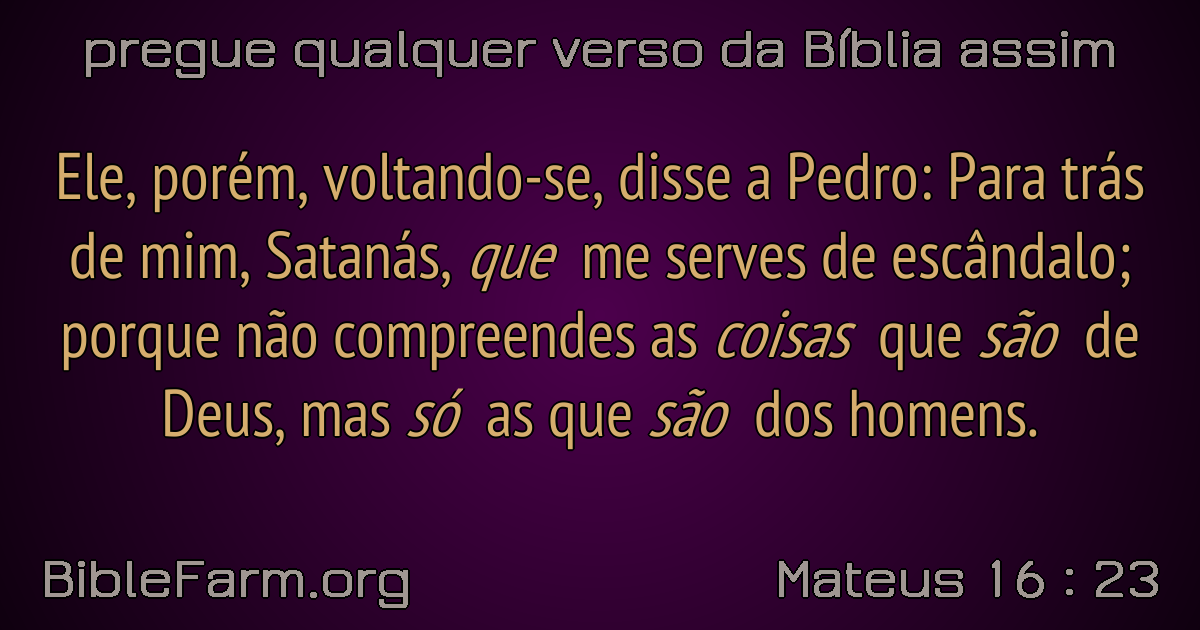 pregue qualquer verso da Bíblia assim
Ele, porém, voltando-se, disse a Pedro: Para trás
de mim, Satanás, que me serves de escândalo;
porque não compreendes as coisas que são de
Deus, mas só as que são dos homens.
BibleFarm.org
Mateus 16 : 23